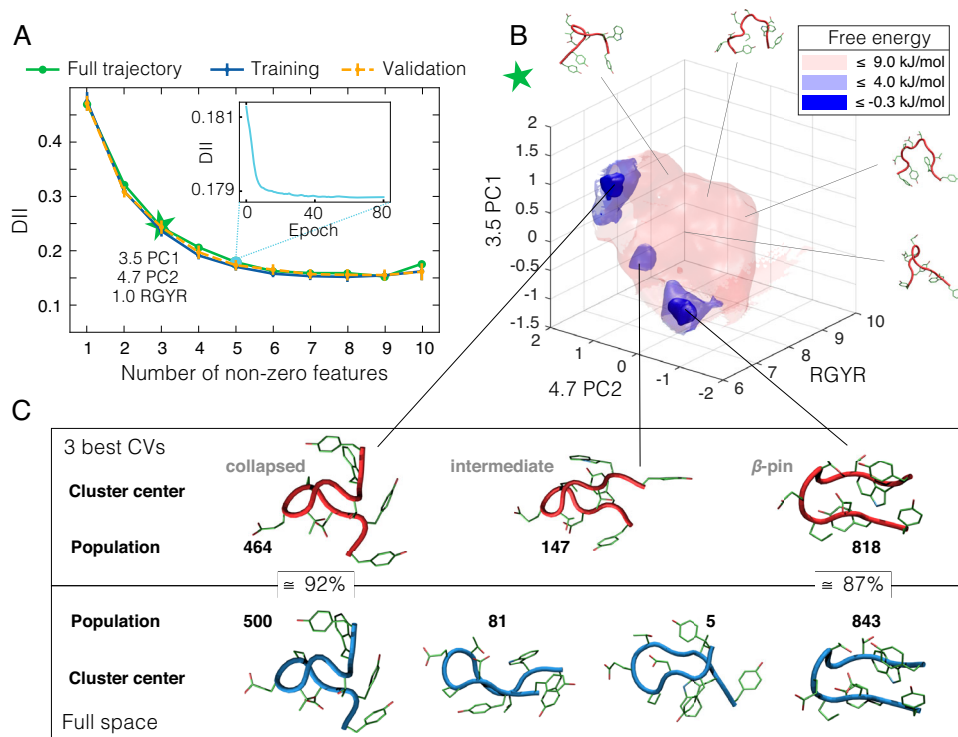 A
Full trajectory
Training
Validation
DII
0.4
0.3
0.2
0.1
0.181
DII
0.179
0
40
80
Epoch
3.5 PC1
4.7 PC2
1.0 RGYR
1 2 3 4 5 6 7 8 9 10
Number of non-zero features
B
Free energy
≤ 9.0 kJ/mol
≤ 4.0 kJ/mol
≤ -0.3 kJ/mol
3.5 PC1
2
1.5
1
0.5
0
-0.5
-1
-1.5
2
1
0
-1
-2
4.7 PC2
6
7
8
9
10
RGYR
C
3 best CVs
collapsed
intermediate
β-pin
Cluster center
Population
464
147
818
≅ 92%
≅ 87%
Population
500
81
5
843
Cluster center
Full space